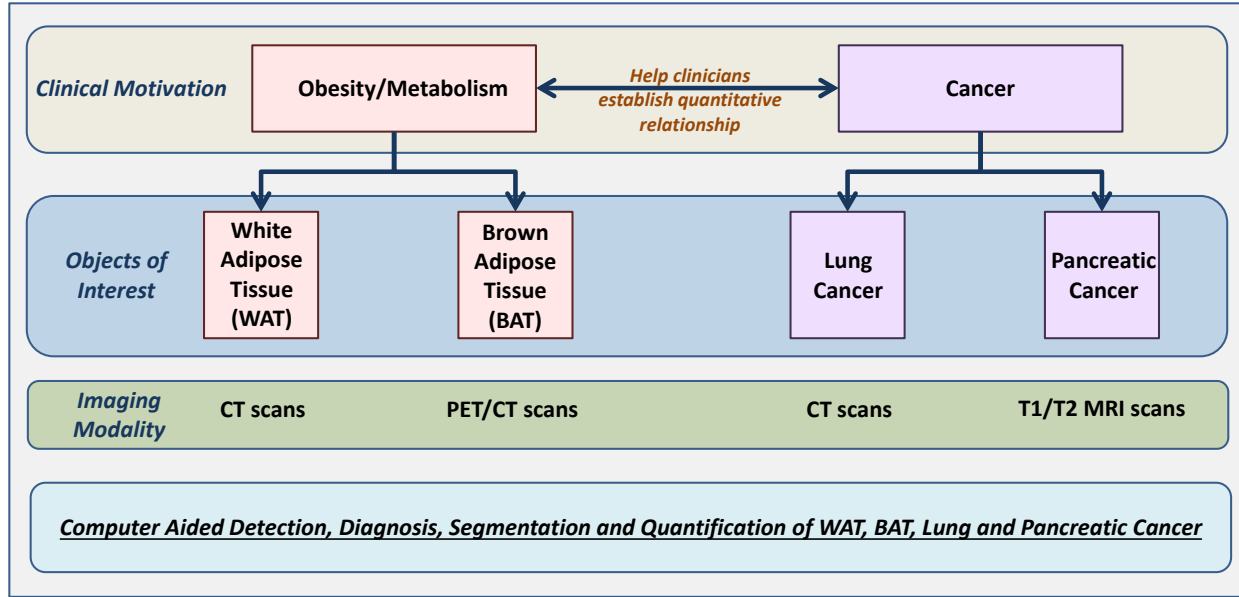 Clinical Motivation
Obesity/Metabolism
Help clinicians
establish quantitative
relationship
Cancer
Objects of
Interest
White
Adipose
Tissue
(WAT)
Brown
Adipose
Tissue
(BAT)
Lung
Cancer
Pancreatic
Cancer
Imaging
Modality
CT scans
PET/CT scans
CT scans
T1/T2 MRI scans
Computer Aided Detection, Diagnosis, Segmentation and Quantification of WAT, BAT, Lung and Pancreatic Cancer